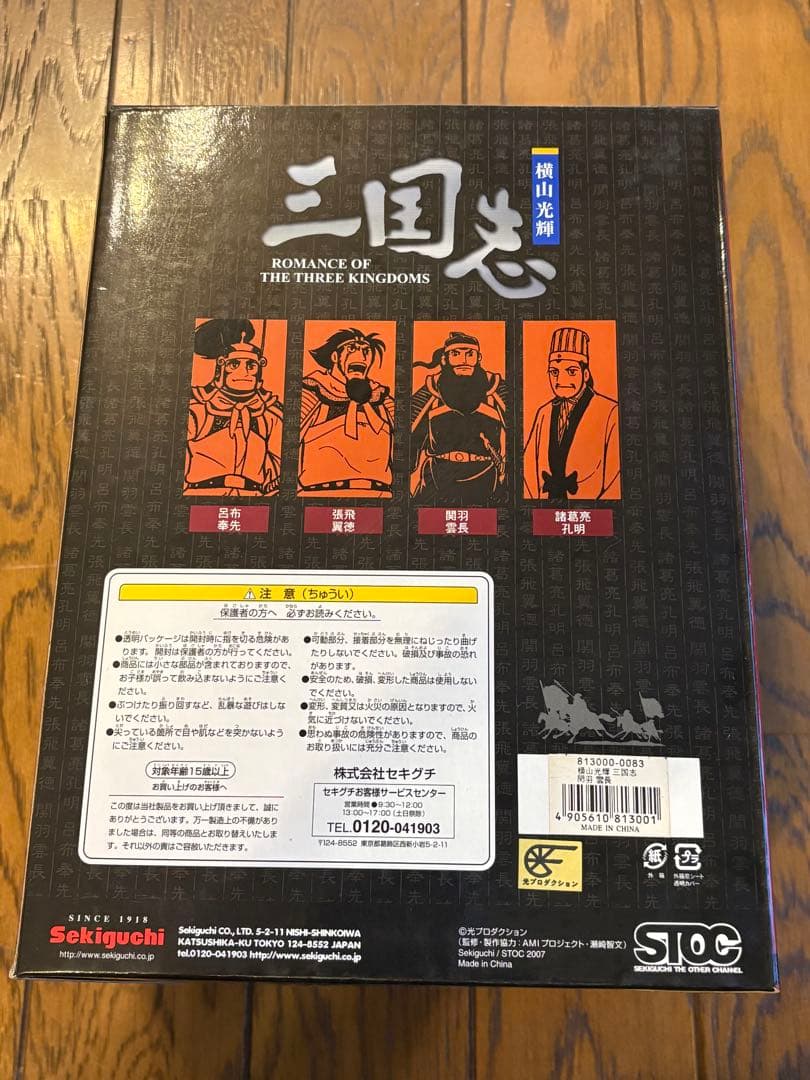 三国志
横山光輝
ROMANCE OF
THE THREE KINGDOMS
呂布
奉先
張飛
翼徳
関羽
雲長
諸葛亮
孔明
⚠注 意(ちゅうい)
保護者の方へ 必ずお読みください。
●透明パッケージは開封時に指を切る危険があ
ります。開封は保護者の方が行ってください。
●商品には小さな部品が含まれておりますので、
お子様が誤って飲み込まないようにご注意くだ
さい。
●ぶつけたり振り回すなど、乱暴な遊びはしな
いでください。
●尖っている箇所で目や肌などを突かないよう
にご注意ください。
●可動部分、接着部分を無理にねじったり曲げ
たりしないでください。破損及び事故の恐れ
があります。
●安全のため、破損、変形した商品は使用しない
でください。
●変形、変質又は火災の原因となりますので、火
気に近づけないでください。
●思わぬ事故の危険性がありますので、商品の
お取り扱いには充分ご注意ください。
対象年齢15歳以上
お買い上げのお客様へ
この度は当社製品をお買い上げ頂きまして、誠に
ありがとうございます。万一製造上の不備があり
ました場合は、同等の商品とお取り替えいたしま
す。それ以外の責はご容赦いただきます。
株式会社セキグチ
セキグチお客様サービスセンター
営業時間●9:30~12:00
13:00~17:00(土日祭除)
TEL.0120-041903
〒124-8552 東京都葛飾区西新小岩5-2-11
813000-0083
横山光輝 三国志
関羽 雲長
4 905610 813001
MADE IN CHINA
光プロダクション
紙
外 箱
プラ
外箱窓シート
透明カバー
SINCE 1918
Sekiguchi
http://www.sekiguchi.co.jp
Sekiguchi CO., LTD. 5-2-11 NISHI-SHINKOIWA
KATSUSHIKA-KU TOKYO 124-8552 JAPAN
tel.0120-041903 http://www.sekiguchi.co.jp
©光プロダクション
(監修・製作協力:AMIプロジェクト・瀬崎智文)
Sekiguchi / STOC 2007
Made in China
STOC
SEKIGUCHI THE OTHER CHANNEL